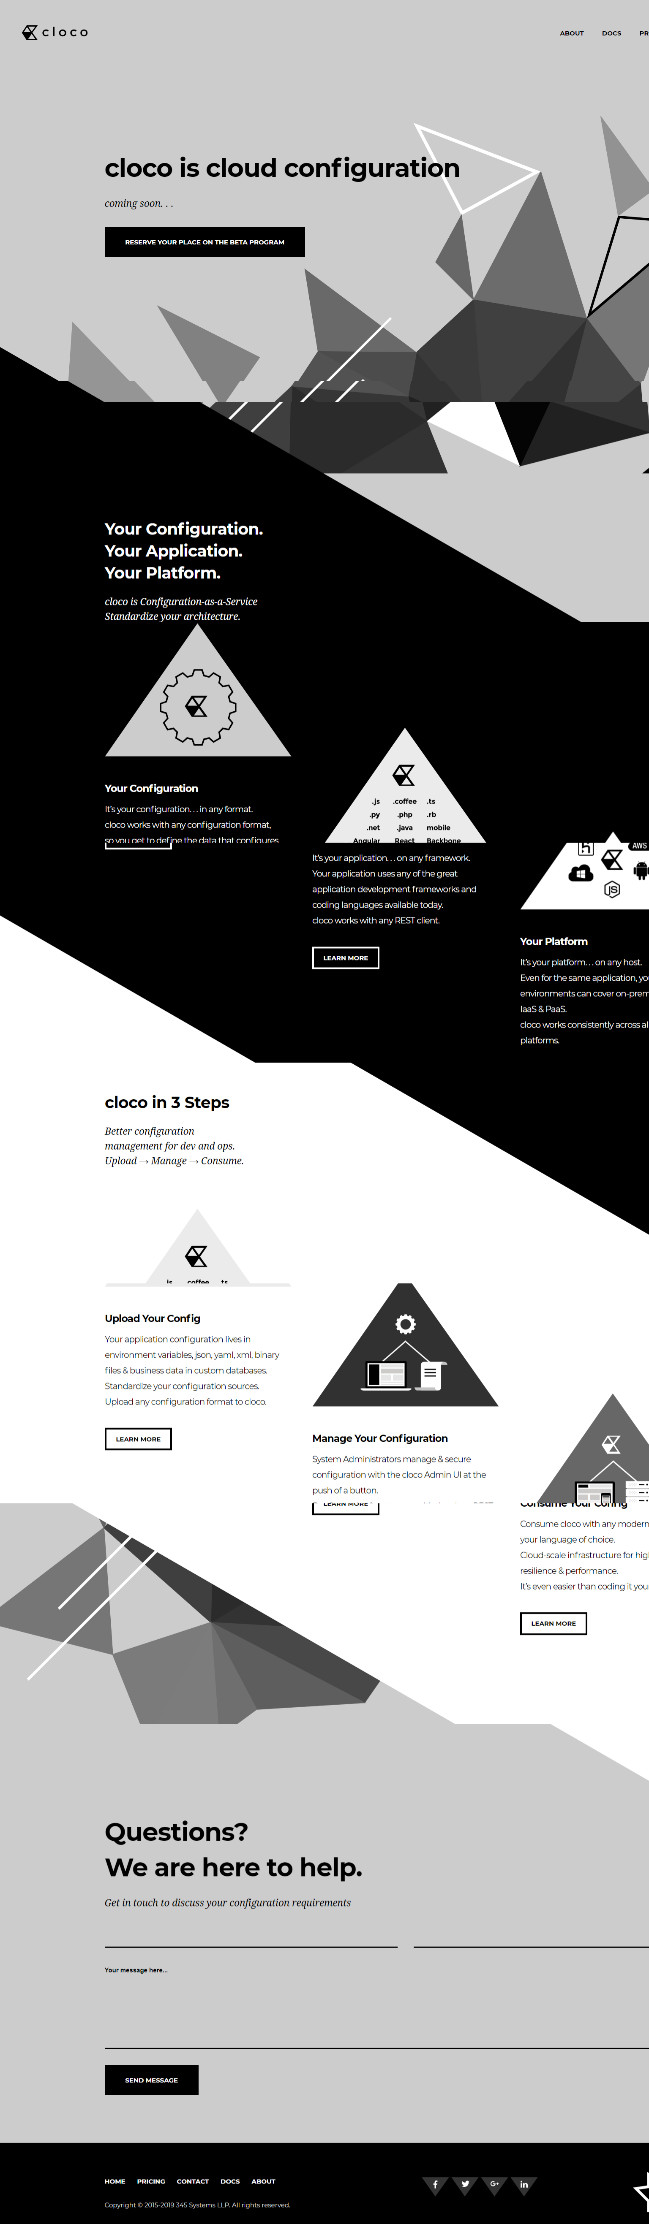 cloco
ABOUT DOCS
cloco is cloud configuration
coming soon. . .
RESERVE YOUR PLACE ON THE BETA PROGRAM
Your Configuration.
Your Application.
Your Platform.
cloco is Configuration-as-a-Service
Standardize your architecture.
.js .coffee .ts
.py .php .rb
.net .java mobile
Angular React Backbone
Your Configuration
It's your configuration. . . in any format.
cloco works with any configuration format,
so you get to define the data that configures
It's your application. . . on any framework.
Your application uses any of the great
application development frameworks and
coding languages available today.
cloco works with any REST client.
LEARN MORE
AWS
JS
Your Platform
It's your platform. . . on any host.
Even for the same application,
environments can cover
IaaS & PaaS.
cloco works consistently across
platforms.
cloco in 3 Steps
Better configuration
management for dev and ops.
Upload → Manage → Consume.
.js .coffee .ts
Upload Your Config
Your application configuration lives in
environment variables, json, yaml, xml, binary
files & business data in custom databases.
Standardize your configuration sources.
Upload any configuration format to cloco.
LEARN MORE
Manage Your Configuration
System Administrators manage & secure
configuration with the cloco Admin UI at the
push of a button.
LEARN MORE
Consume Your Config
Consume cloco with any modern
your language of choice.
Cloud-scale infrastructure for
resilience & performance.
It's even easier than coding it
LEARN MORE
Questions?
We are here to help.
Get in touch to discuss your configuration requirements
Your message here...
SEND MESSAGE
HOME PRICING CONTACT DOCS ABOUT
f G+ in
Copyright © 2015-2019 345 Systems LLP. All rights reserved.